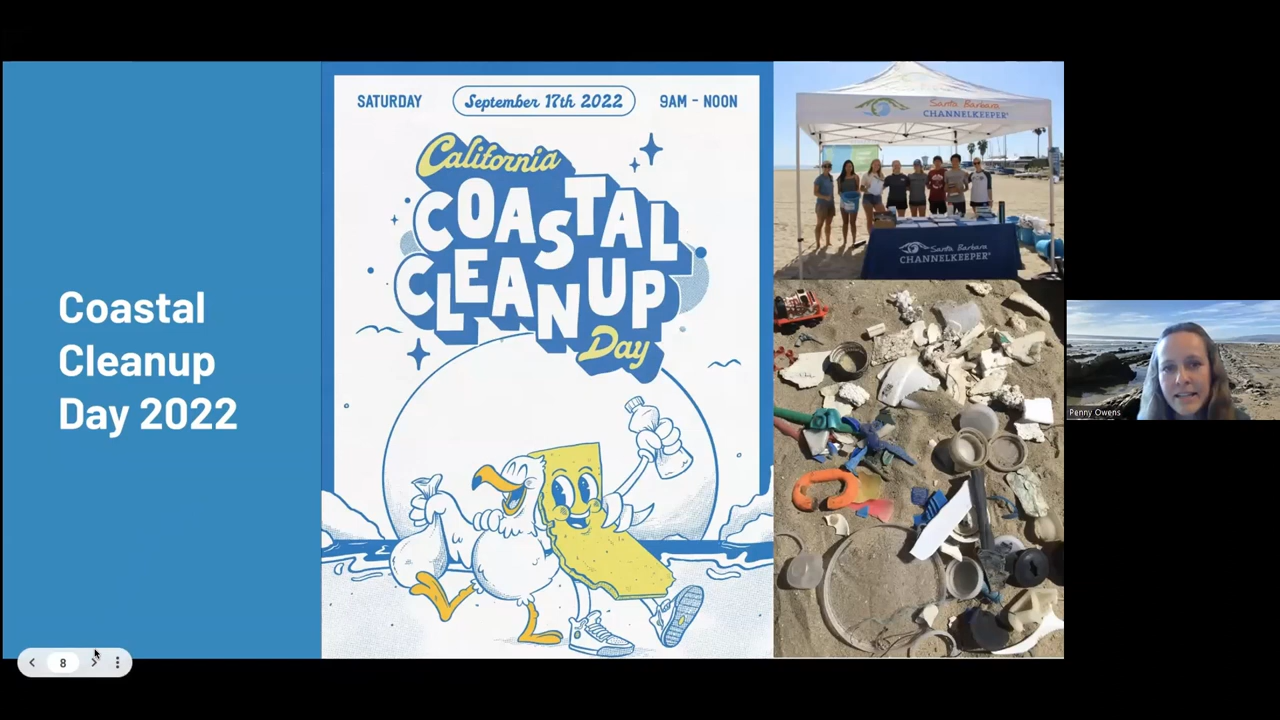 Coastal
Cleanup
Day 2022
SATURDAY
September 17th 2022
9AM - NOON
California
COASTAL
CLEANUP
Day
Santa Barbara
CHANNELKEEPER®
Santa Barbara
CHANNELKEEPER®
Penny Owens
8